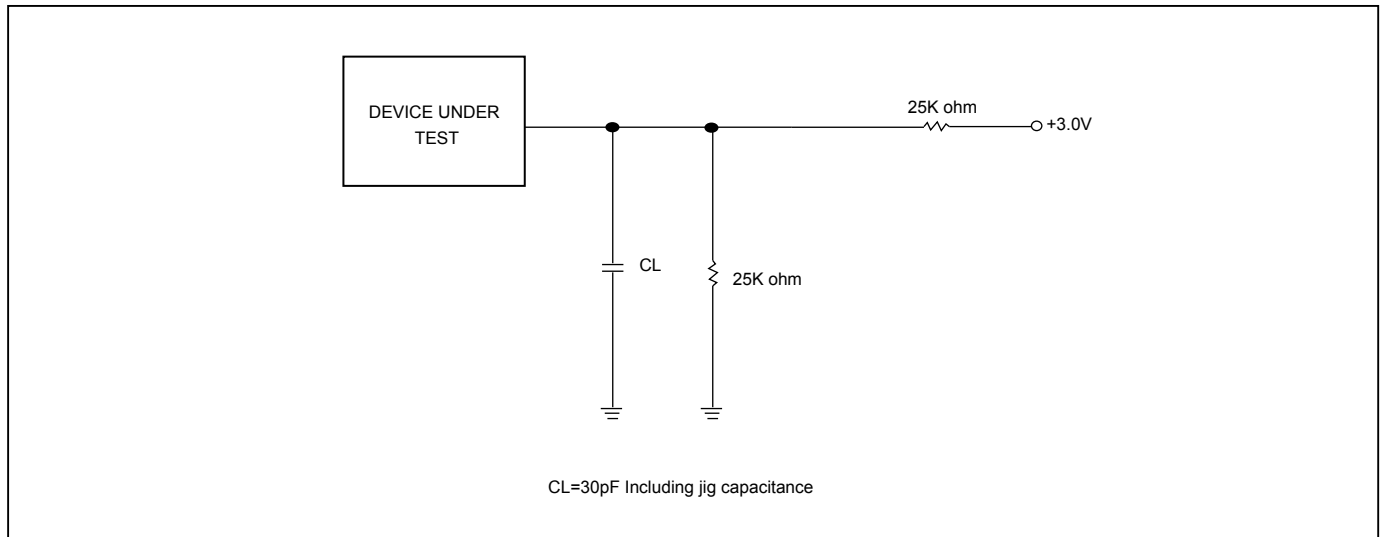 DEVICE UNDER
TEST
25K ohm
+3.0V
CL
25K ohm
CL=30pF Including jig capacitance